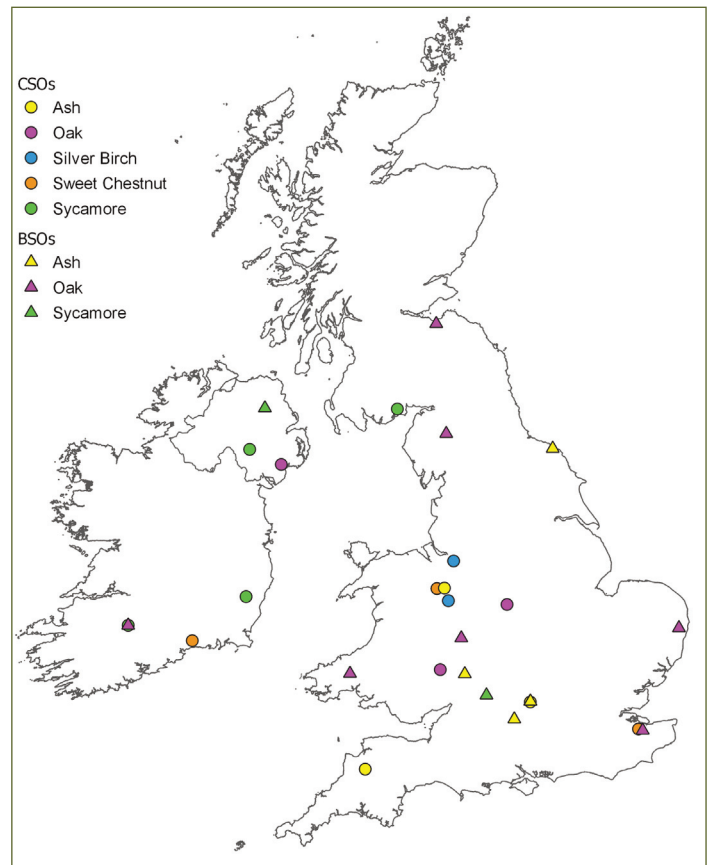 CSOs
Ash
Oak
Silver Birch
Sweet Chestnut
Sycamore
BSOs
Ash
Oak
Sycamore